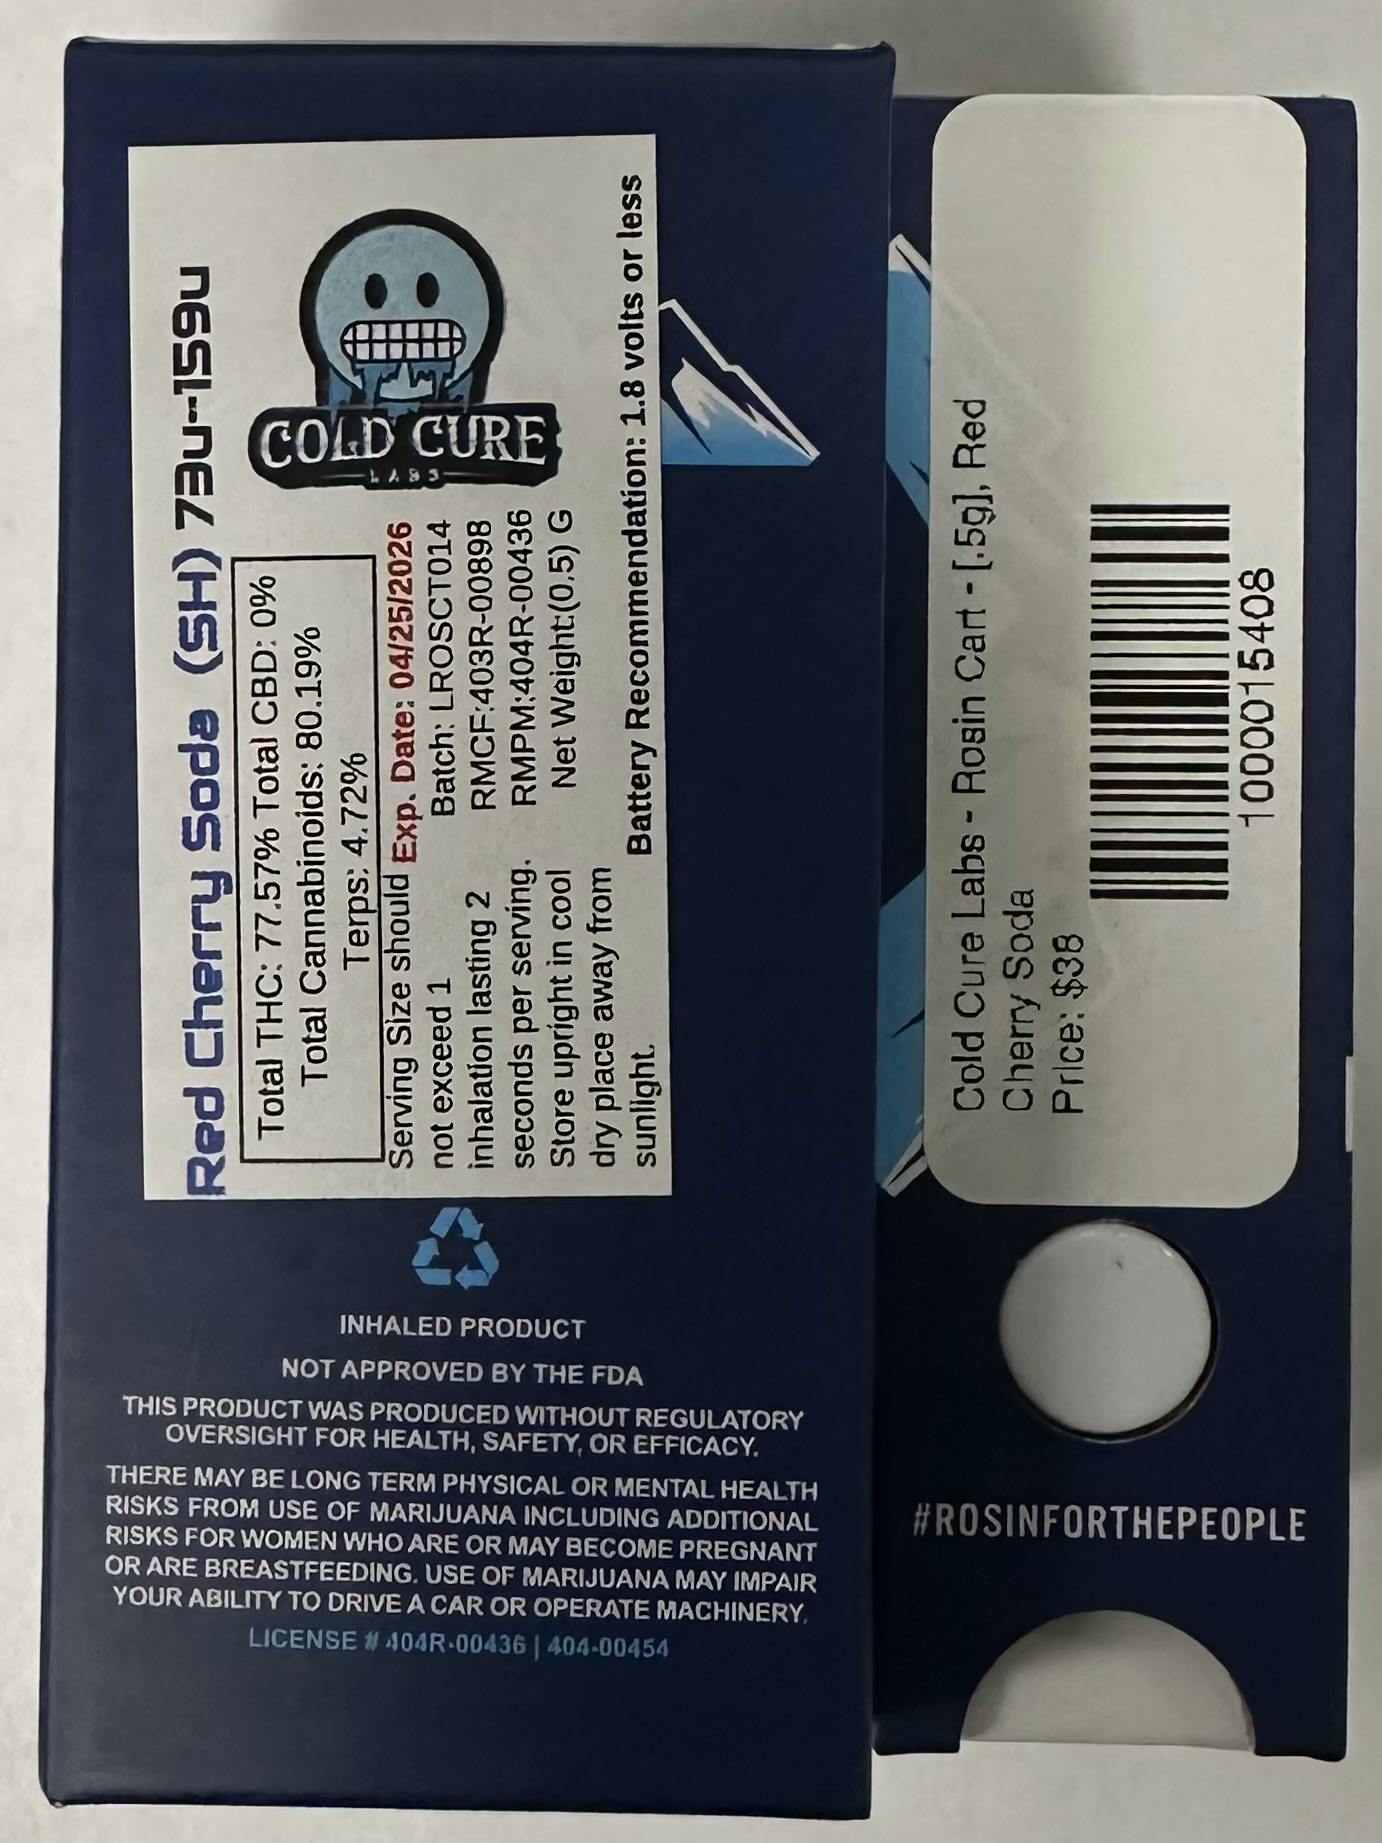 Red Cherry Soda (SH) 73u-159u
Total THC: 77.57% Total CBD: 0%
Total Cannabinoids: 80.19%
Terps: 4.72%
Serving Size should
not exceed 1
inhalation lasting 2
seconds per serving.
Store upright in cool
dry place away from
sunlight.
Exp. Date: 04/25/2026
Batch: LROSCT014
RMCF:403R-00898
RMPM:404R-00436
Net Weight:(0.5) G
Battery Recommendation: 1.8 volts or less
COLD CURE
LABS
INHALED PRODUCT
NOT APPROVED BY THE FDA
THIS PRODUCT WAS PRODUCED WITHOUT REGULATORY
OVERSIGHT FOR HEALTH, SAFETY, OR EFFICACY.
THERE MAY BE LONG TERM PHYSICAL OR MENTAL HEALTH
RISKS FROM USE OF MARIJUANA INCLUDING ADDITIONAL
RISKS FOR WOMEN WHO ARE OR MAY BECOME PREGNANT
OR ARE BREASTFEEDING. USE OF MARIJUANA MAY IMPAIR
YOUR ABILITY TO DRIVE A CAR OR OPERATE MACHINERY.
LICENSE # 404R-00436 | 404-00454
Cold Cure Labs - Rosin Cart - [.5g], Red
Cherry Soda
Price: $38
1000015408
#ROSINFORTHEPEOPLE